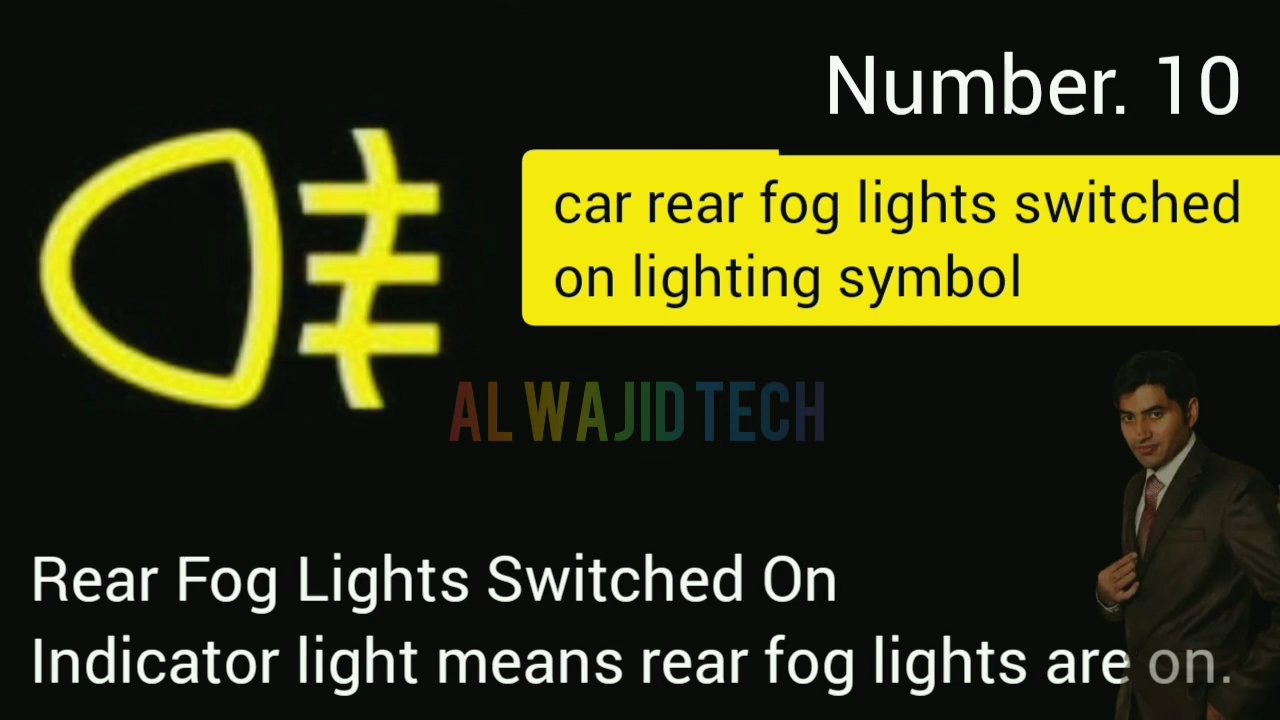 Number. 10
car rear fog lights switched
on lighting symbol
AL WAJID TECH
Rear Fog Lights Switched On
Indicator light means rear fog lights are on.